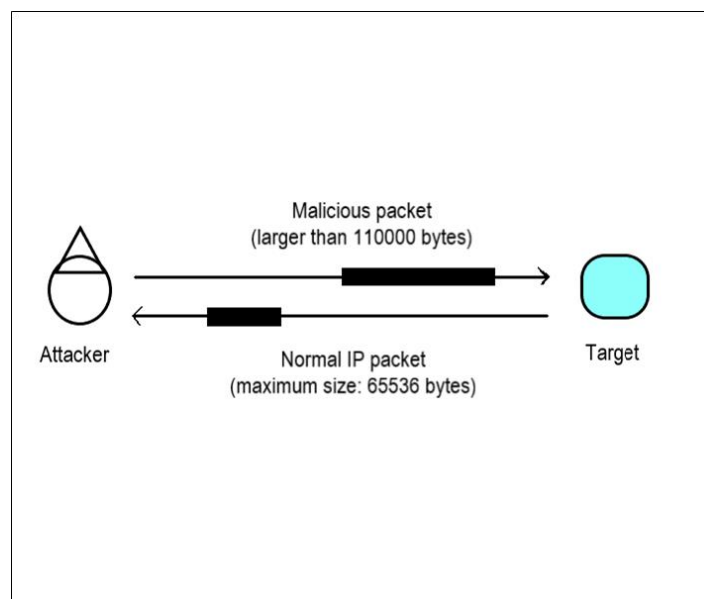 Malicious packet
(larger than 110000 bytes)
Attacker
Target
Normal IP packet
(maximum size: 65536 bytes)